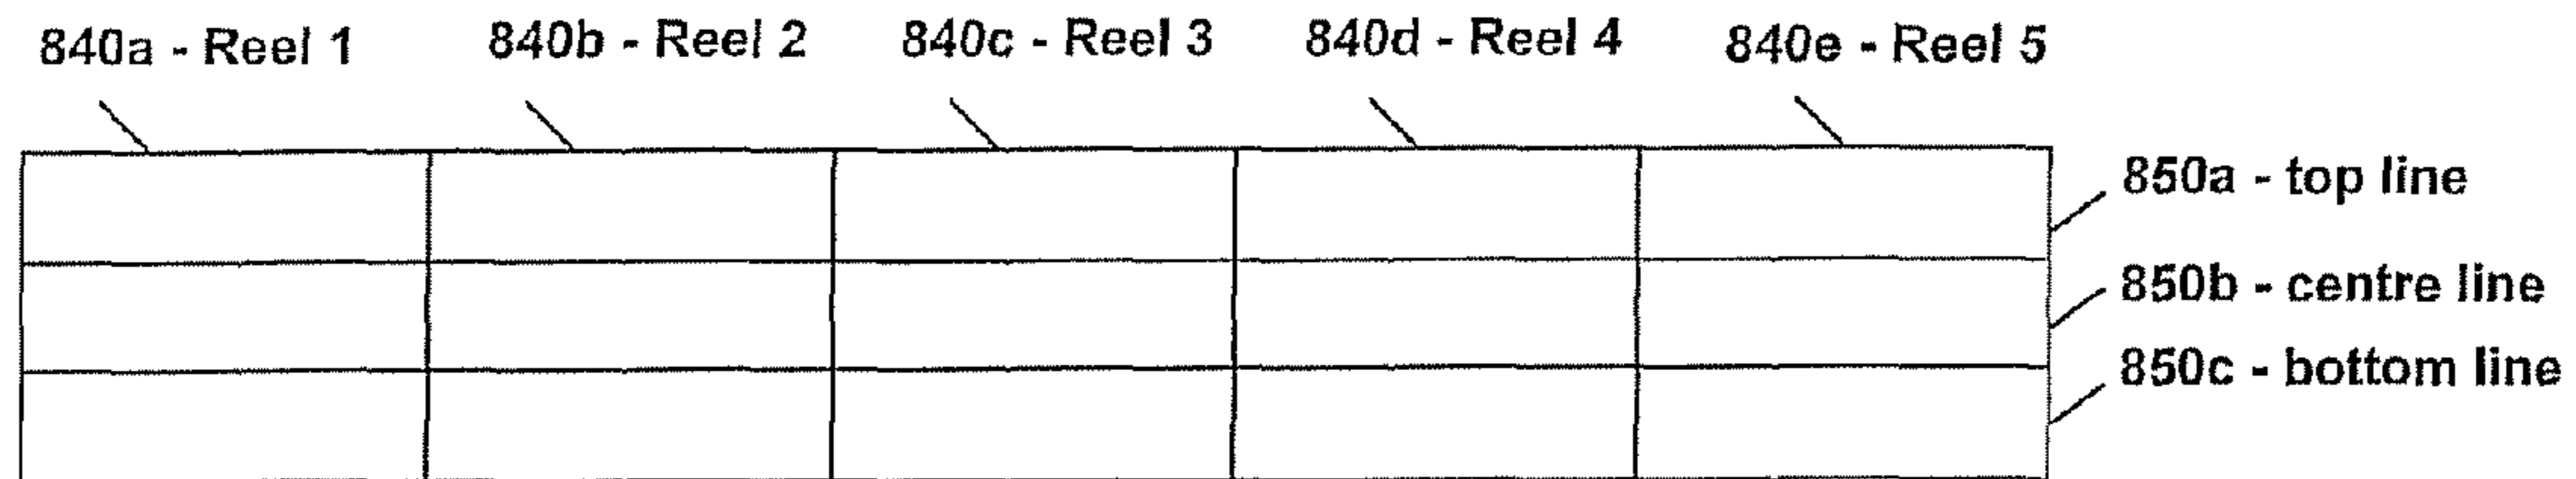 840a - Reel 1 840b - Reel 2 840c - Reel 3 840d - Reel 4 840e - Reel 5
850a - top line
850b - centre line
850c - bottom line